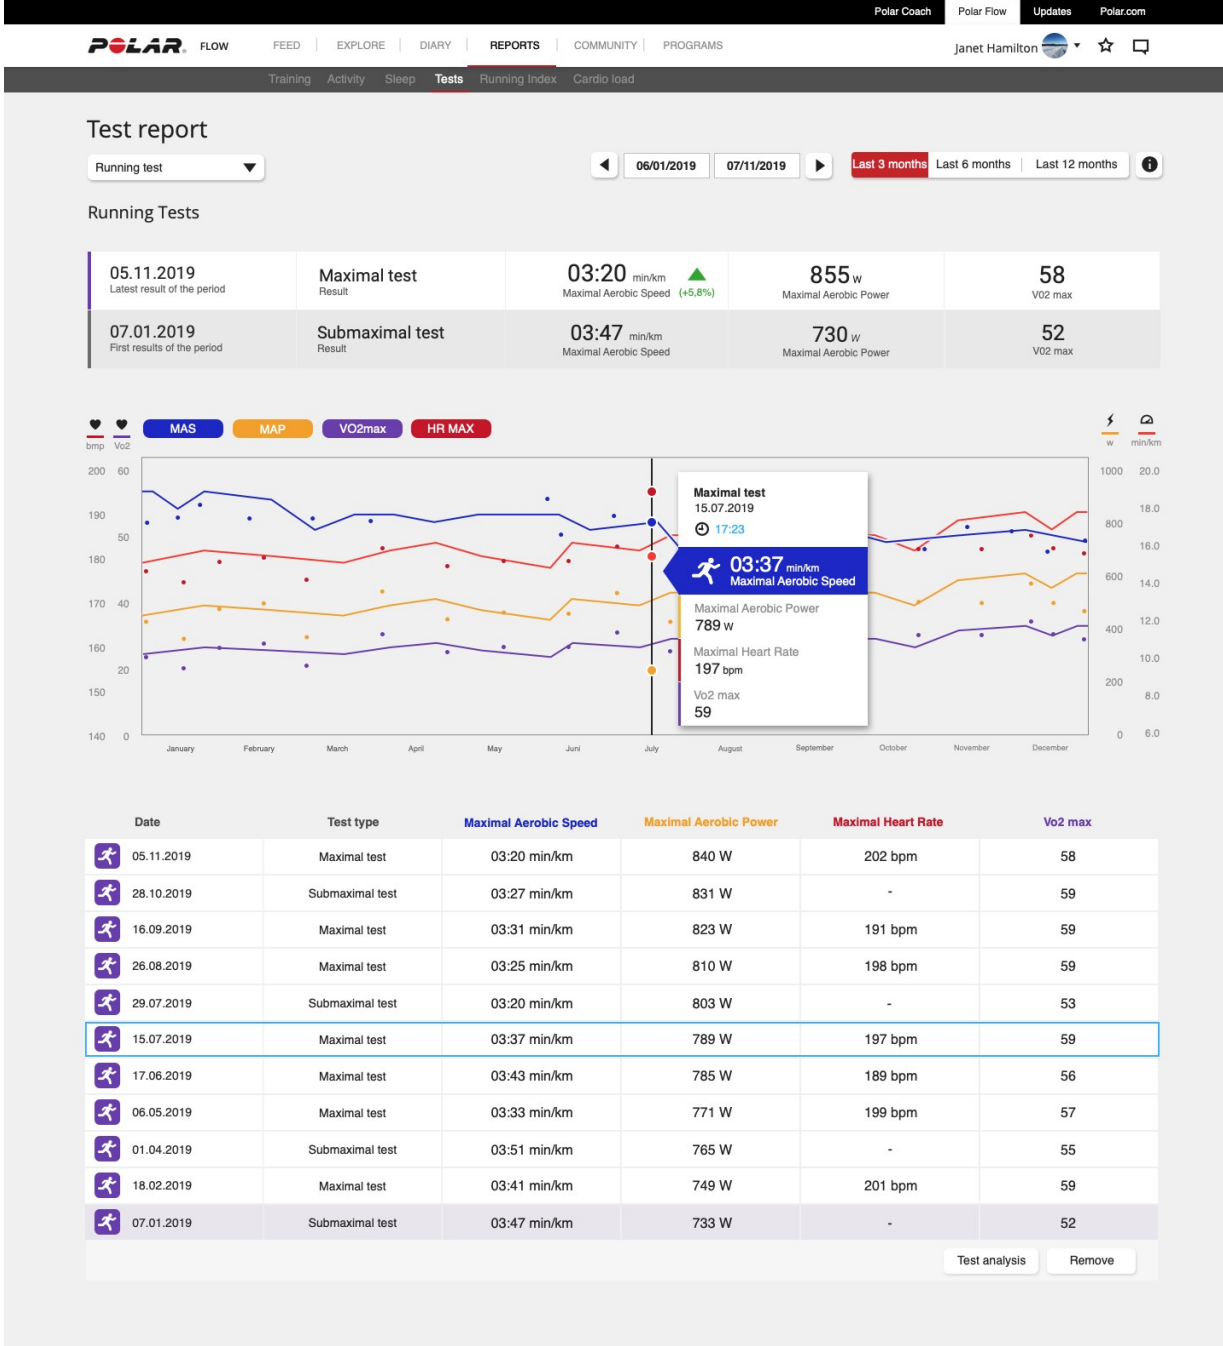 Polar Coach Polar Flow Updates Polar.com
POLAR. FLOW FEED EXPLORE DIARY REPORTS COMMUNITY PROGRAMS Janet Hamilton
Training Activity Sleep Tests Running Index Cardio load
Test report
Running test 06/01/2019 07/11/2019 Last 3 months Last 6 months Last 12 months
Running Tests
05.11.2019 Maximal test 03:20 min/km 855 w 58
Latest result of the period Result Maximal Aerobic Speed (+5,8%) Maximal Aerobic Power V02 max
07.01.2019 Submaximal test 03:47 min/km 730 w 52
First results of the period Result Maximal Aerobic Speed Maximal Aerobic Power V02 max
MAS MAP VO2max HR MAX
bmp Vo2 w min/km
200 60 1000 20.0
190 18.0
50 800
180 16.0
600 14.0
170 40
12.0
400
160 10.0
20 200
150 8.0
140 0 0 6.0
Maximal test
15.07.2019
17:23
03:37 min/km
Maximal Aerobic Speed
Maximal Aerobic Power
789 w
Maximal Heart Rate
197 bpm
Vo2 max
59
January February March April May Juni July August September October November December
Date Test type Maximal Aerobic Speed Maximal Aerobic Power Maximal Heart Rate Vo2 max
05.11.2019 Maximal test 03:20 min/km 840 W 202 bpm 58
28.10.2019 Submaximal test 03:27 min/km 831 W - 59
16.09.2019 Maximal test 03:31 min/km 823 W 191 bpm 59
26.08.2019 Maximal test 03:25 min/km 810 W 198 bpm 59
29.07.2019 Submaximal test 03:20 min/km 803 W - 53
15.07.2019 Maximal test 03:37 min/km 789 W 197 bpm 59
17.06.2019 Maximal test 03:43 min/km 785 W 189 bpm 56
06.05.2019 Maximal test 03:33 min/km 771 W 199 bpm 57
01.04.2019 Submaximal test 03:51 min/km 765 W - 55
18.02.2019 Maximal test 03:41 min/km 749 W 201 bpm 59
07.01.2019 Submaximal test 03:47 min/km 733 W - 52
Test analysis Remove